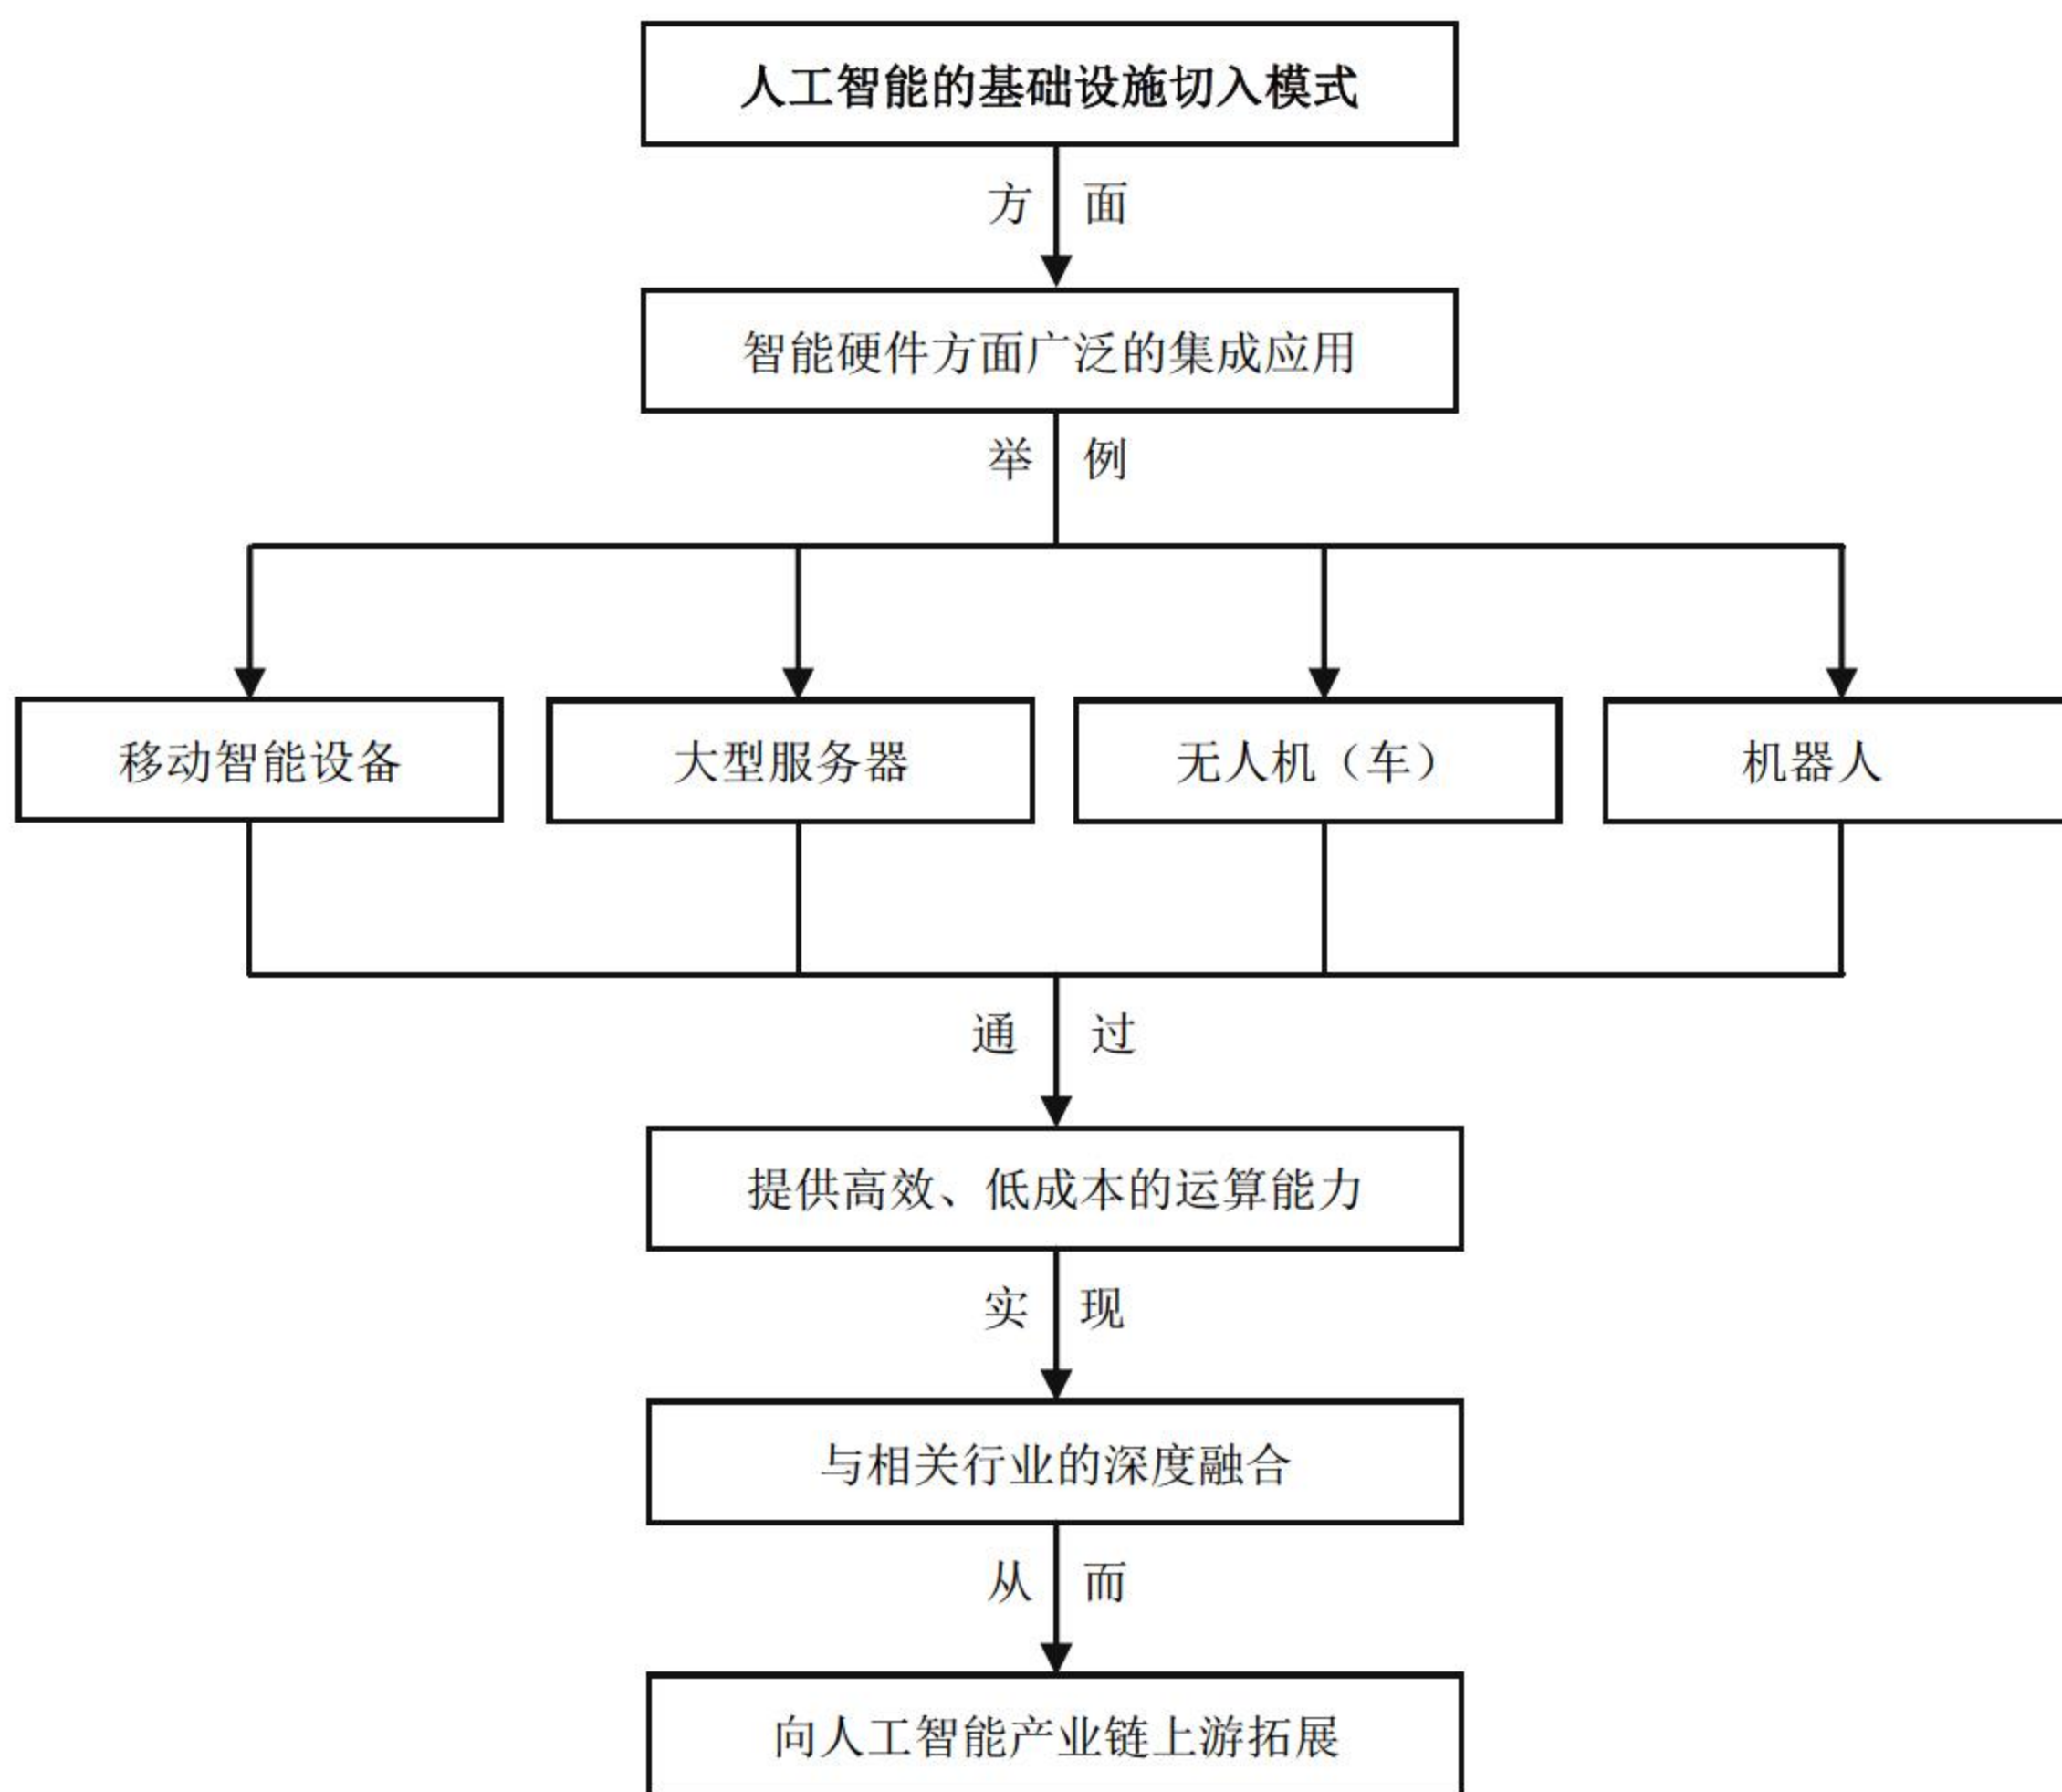 人工智能的基础设施切入模式
方面
智能硬件方面广泛的集成应用
举例
移动智能设备
大型服务器
无人机（车）
机器人
通过
提供高效、低成本的运算能力
实现
与相关行业的深度融合
从而
向人工智能产业链上游拓展